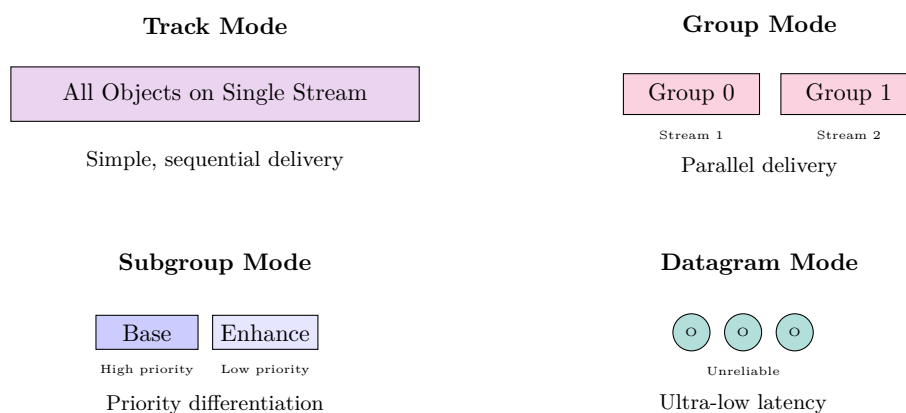 Track Mode
All Objects on Single Stream
Simple, sequential delivery
Group Mode
Group 0 Group 1
Stream 1 Stream 2
Parallel delivery
Subgroup Mode
Base Enhance
High priority Low priority
Priority differentiation
Datagram Mode
O O O
Unreliable
Ultra-low latency